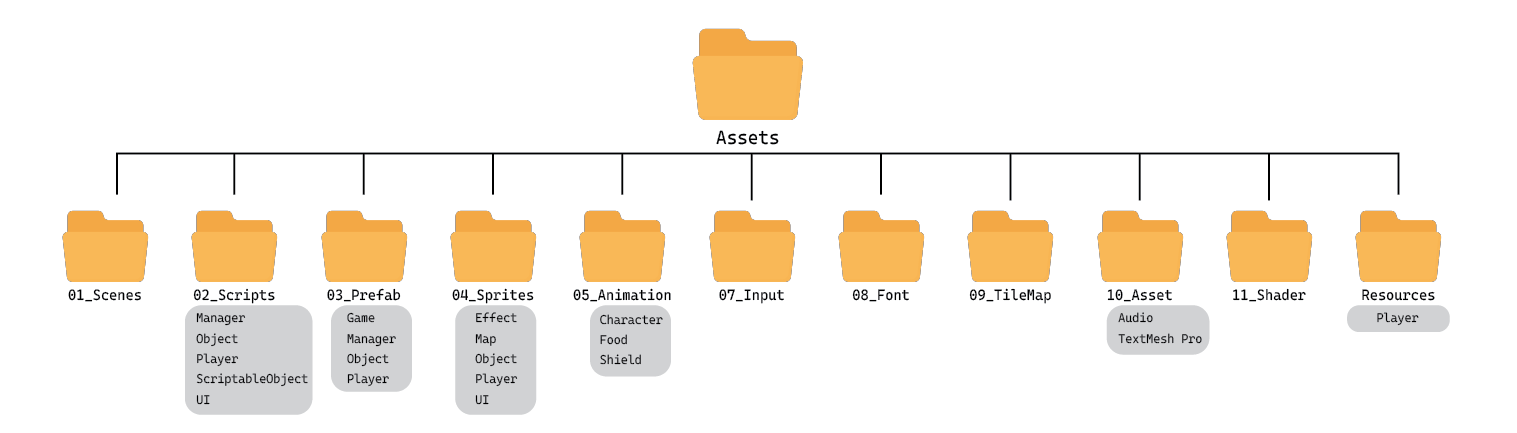 Assets
01_Scenes
02_Scripts
Manager
Object
Player
ScriptableObject
UI
03_Prefab
Game
Manager
Object
Player
04_Sprites
Effect
Map
Object
Player
UI
05_Animation
Character
Food
Shield
07_Input
08_Font
09_TileMap
10_Asset
Audio
TextMesh Pro
11_Shader
Resources
Player